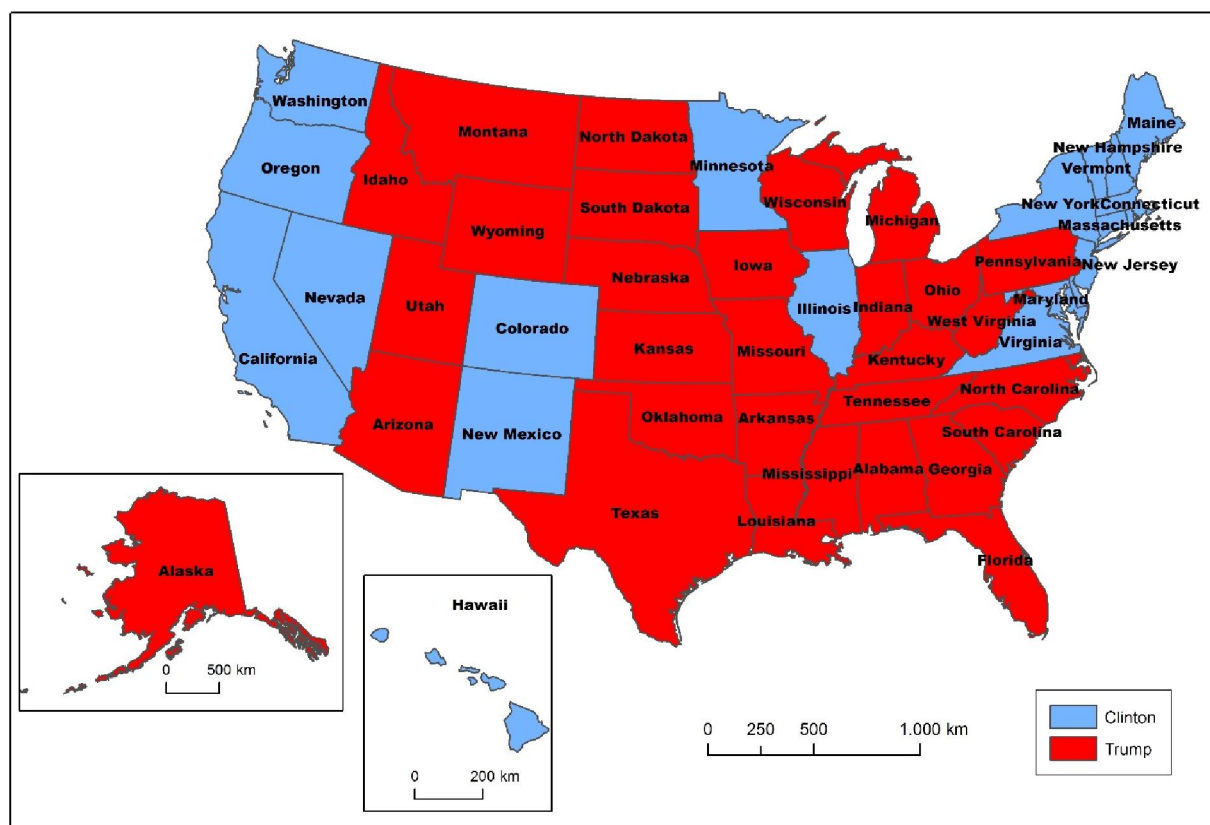 Washington
Montana
North Dakota
Minnesota
Maine
New Hampshire
Vermont
Oregon
Idaho
Wisconsin
Michigan
New York
Connecticut
Massachusetts
South Dakota
Wyoming
Pennsylvania
New Jersey
Iowa
Nebraska
Ohio
Nevada
Utah
Colorado
Illinois
Indiana
Maryland
West Virginia
Virginia
California
Kansas
Missouri
Kentucky
North Carolina
Tennessee
Arizona
New Mexico
Oklahoma
Arkansas
South Carolina
Mississippi
Alabama
Georgia
Texas
Louisiana
Florida
Alaska
0 500 km
Hawaii
0 200 km
0 250 500 1.000 km
Clinton
Trump